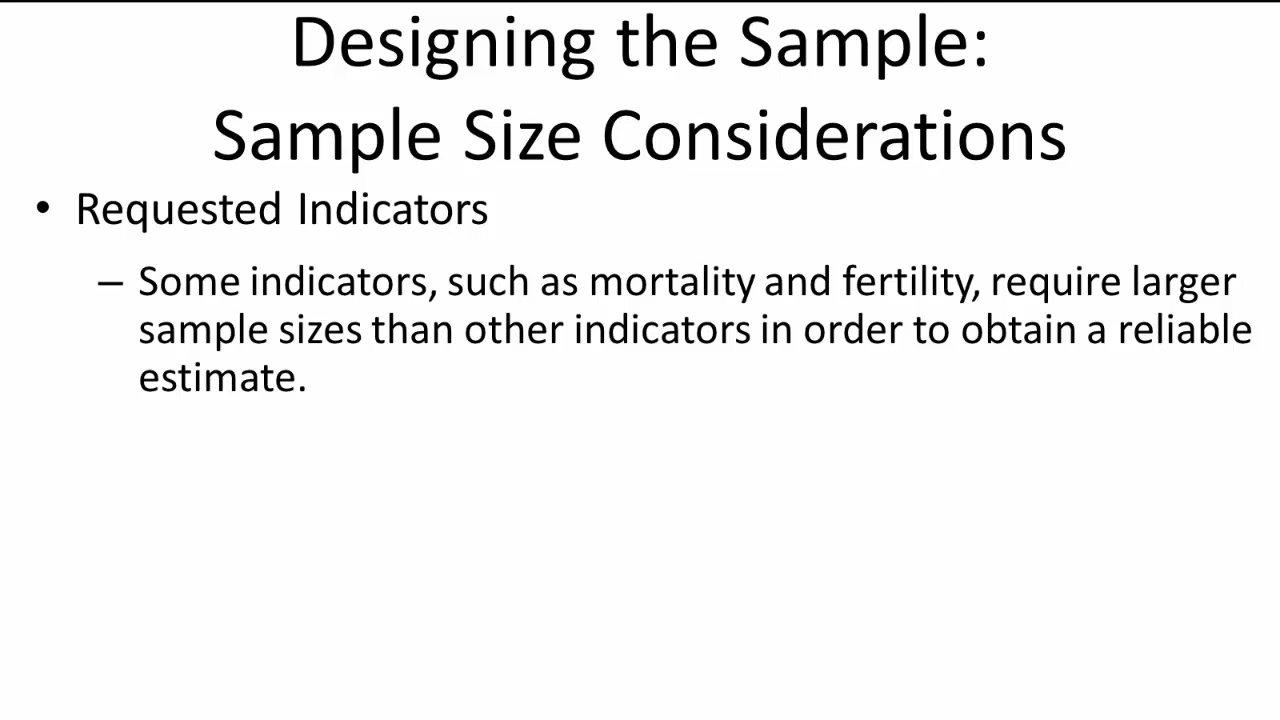 Designing the Sample:
Sample Size Considerations
• Requested Indicators
– Some indicators, such as mortality and fertility, require larger
sample sizes than other indicators in order to obtain a reliable
estimate.